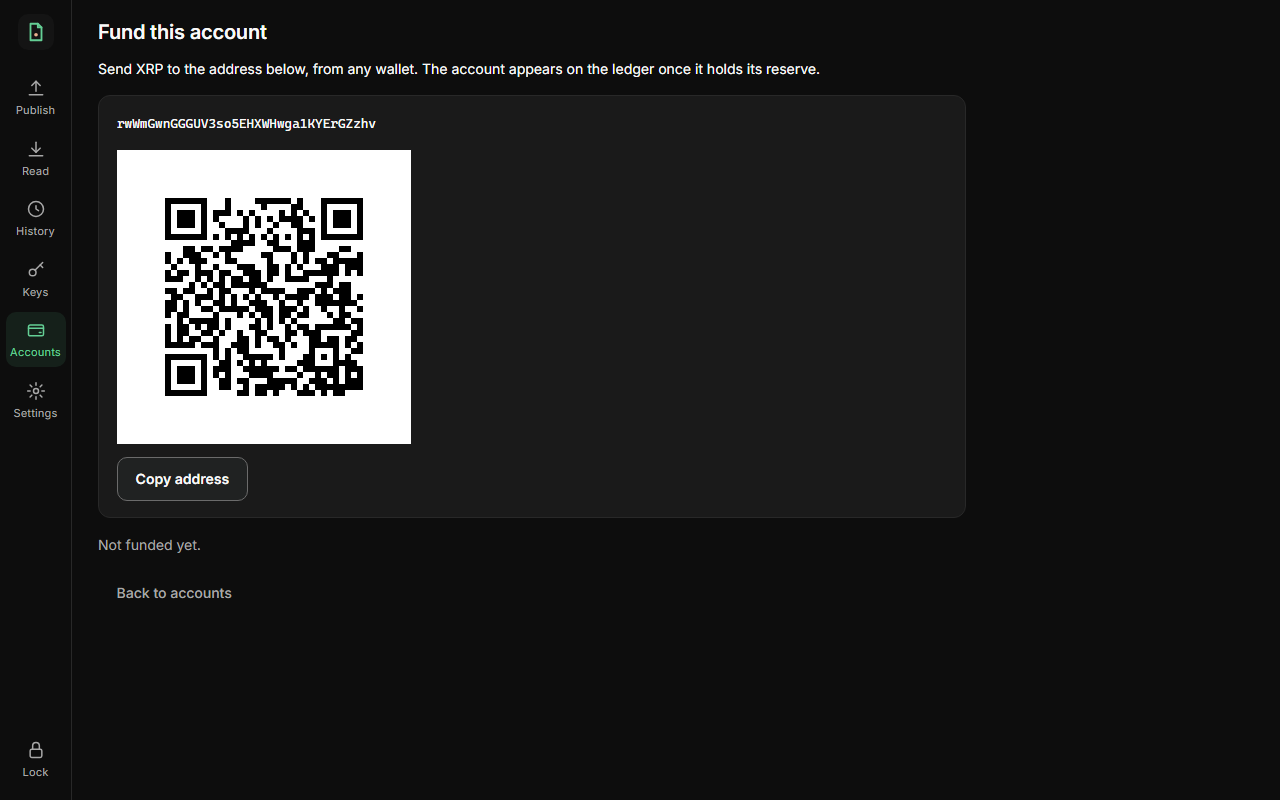 Fund this account
Send XRP to the address below, from any wallet. The account appears on the ledger once it holds its reserve.
rwWmGwnGGGUV3so5EHXWHwga1KYErGZzhv
Publish
Read
History
Keys
Accounts
Settings
Copy address
Not funded yet.
Back to accounts
Lock